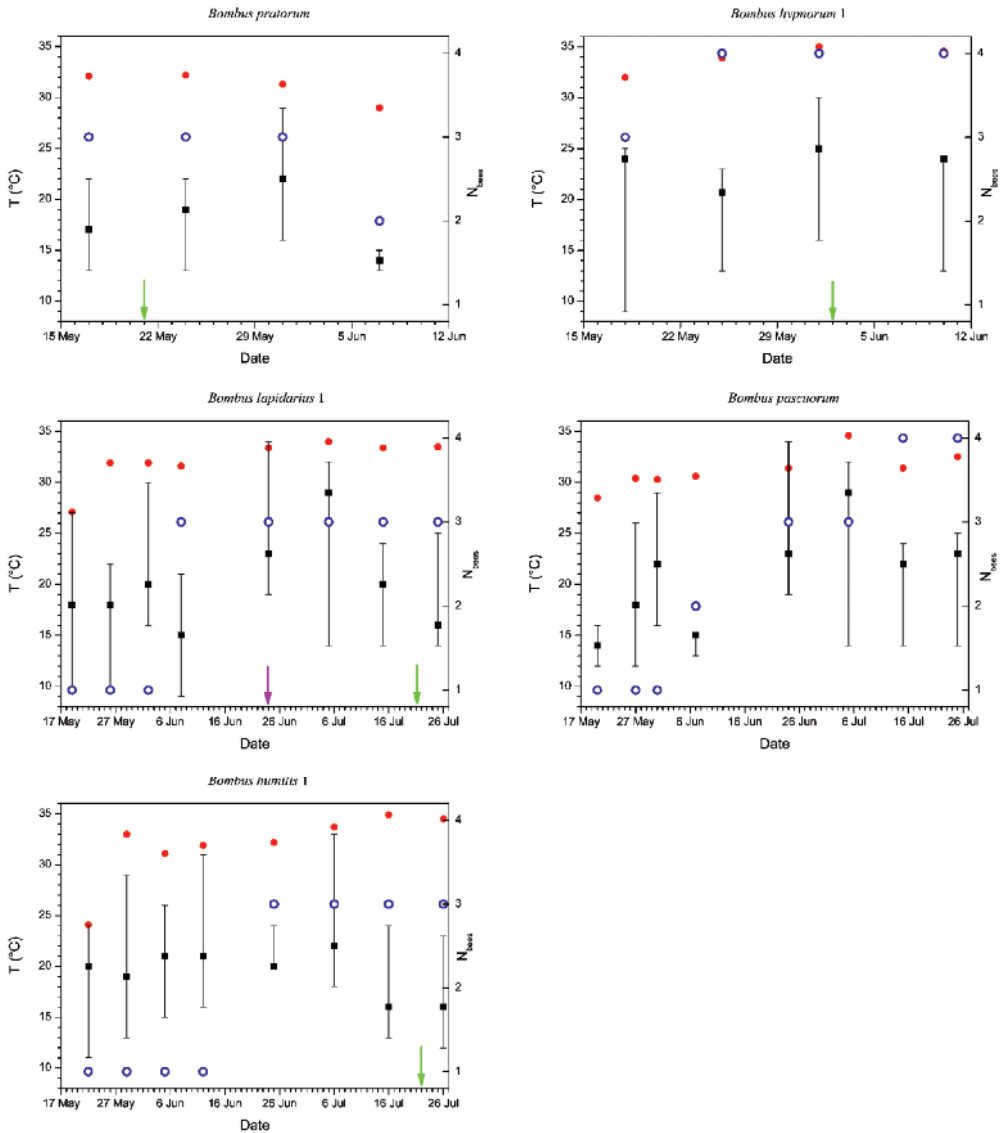 Bombus pratorum
35
30
25
20
15
10
T (°C)
4
3
2
1
N_bees
15 May
22 May
29 May
5 Jun
12 Jun
Date
Bombus hypnorum 1
35
30
25
20
15
10
T (°C)
4
3
2
1
N_bees
15 May
22 May
29 May
5 Jun
12 Jun
Date
Bombus lapidarius 1
35
30
25
20
15
10
T (°C)
4
3
2
1
N_bees
17 May
27 May
6 Jun
16 Jun
26 Jun
6 Jul
16 Jul
26 Jul
Date
Bombus pascuorum
35
30
25
20
15
10
T (°C)
4
3
2
1
N_bees
17 May
27 May
6 Jun
16 Jun
26 Jun
6 Jul
16 Jul
26 Jul
Date
Bombus humilis 1
35
30
25
20
15
10
T (°C)
4
3
2
1
N_bees
17 May
27 May
6 Jun
16 Jun
26 Jun
6 Jul
16 Jul
26 Jul
Date